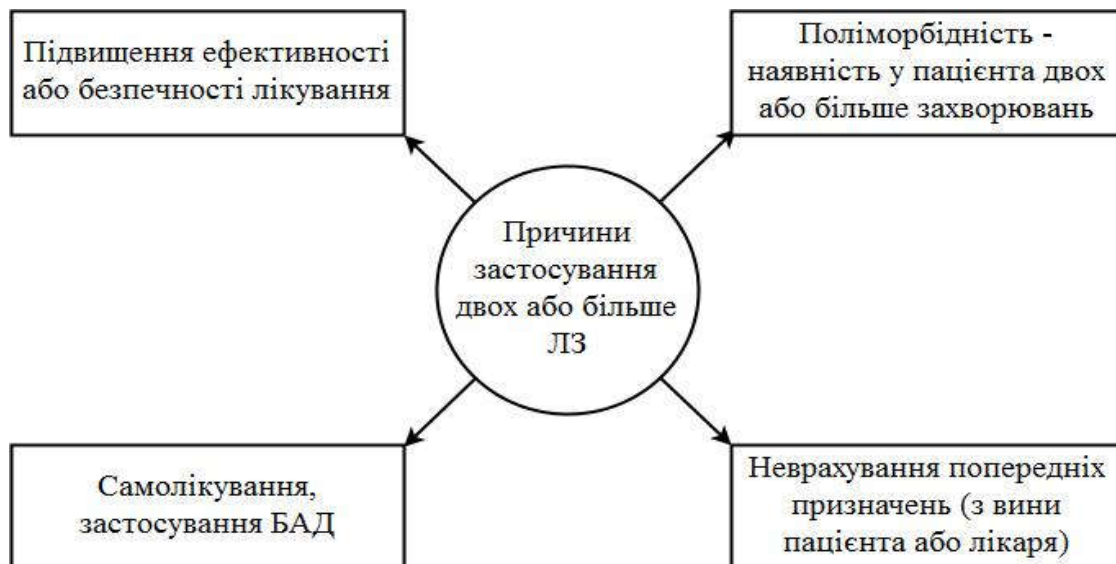 Підвищення ефективності
або безпечності лікування
Поліморбідність -
наявність у пацієнта двох
або більше захворювань
Причини
застосування
двох або більше
ЛЗ
Самолікування,
застосування БАД
Неврахування попередніх
призначень (з вини
пацієнта або лікаря)